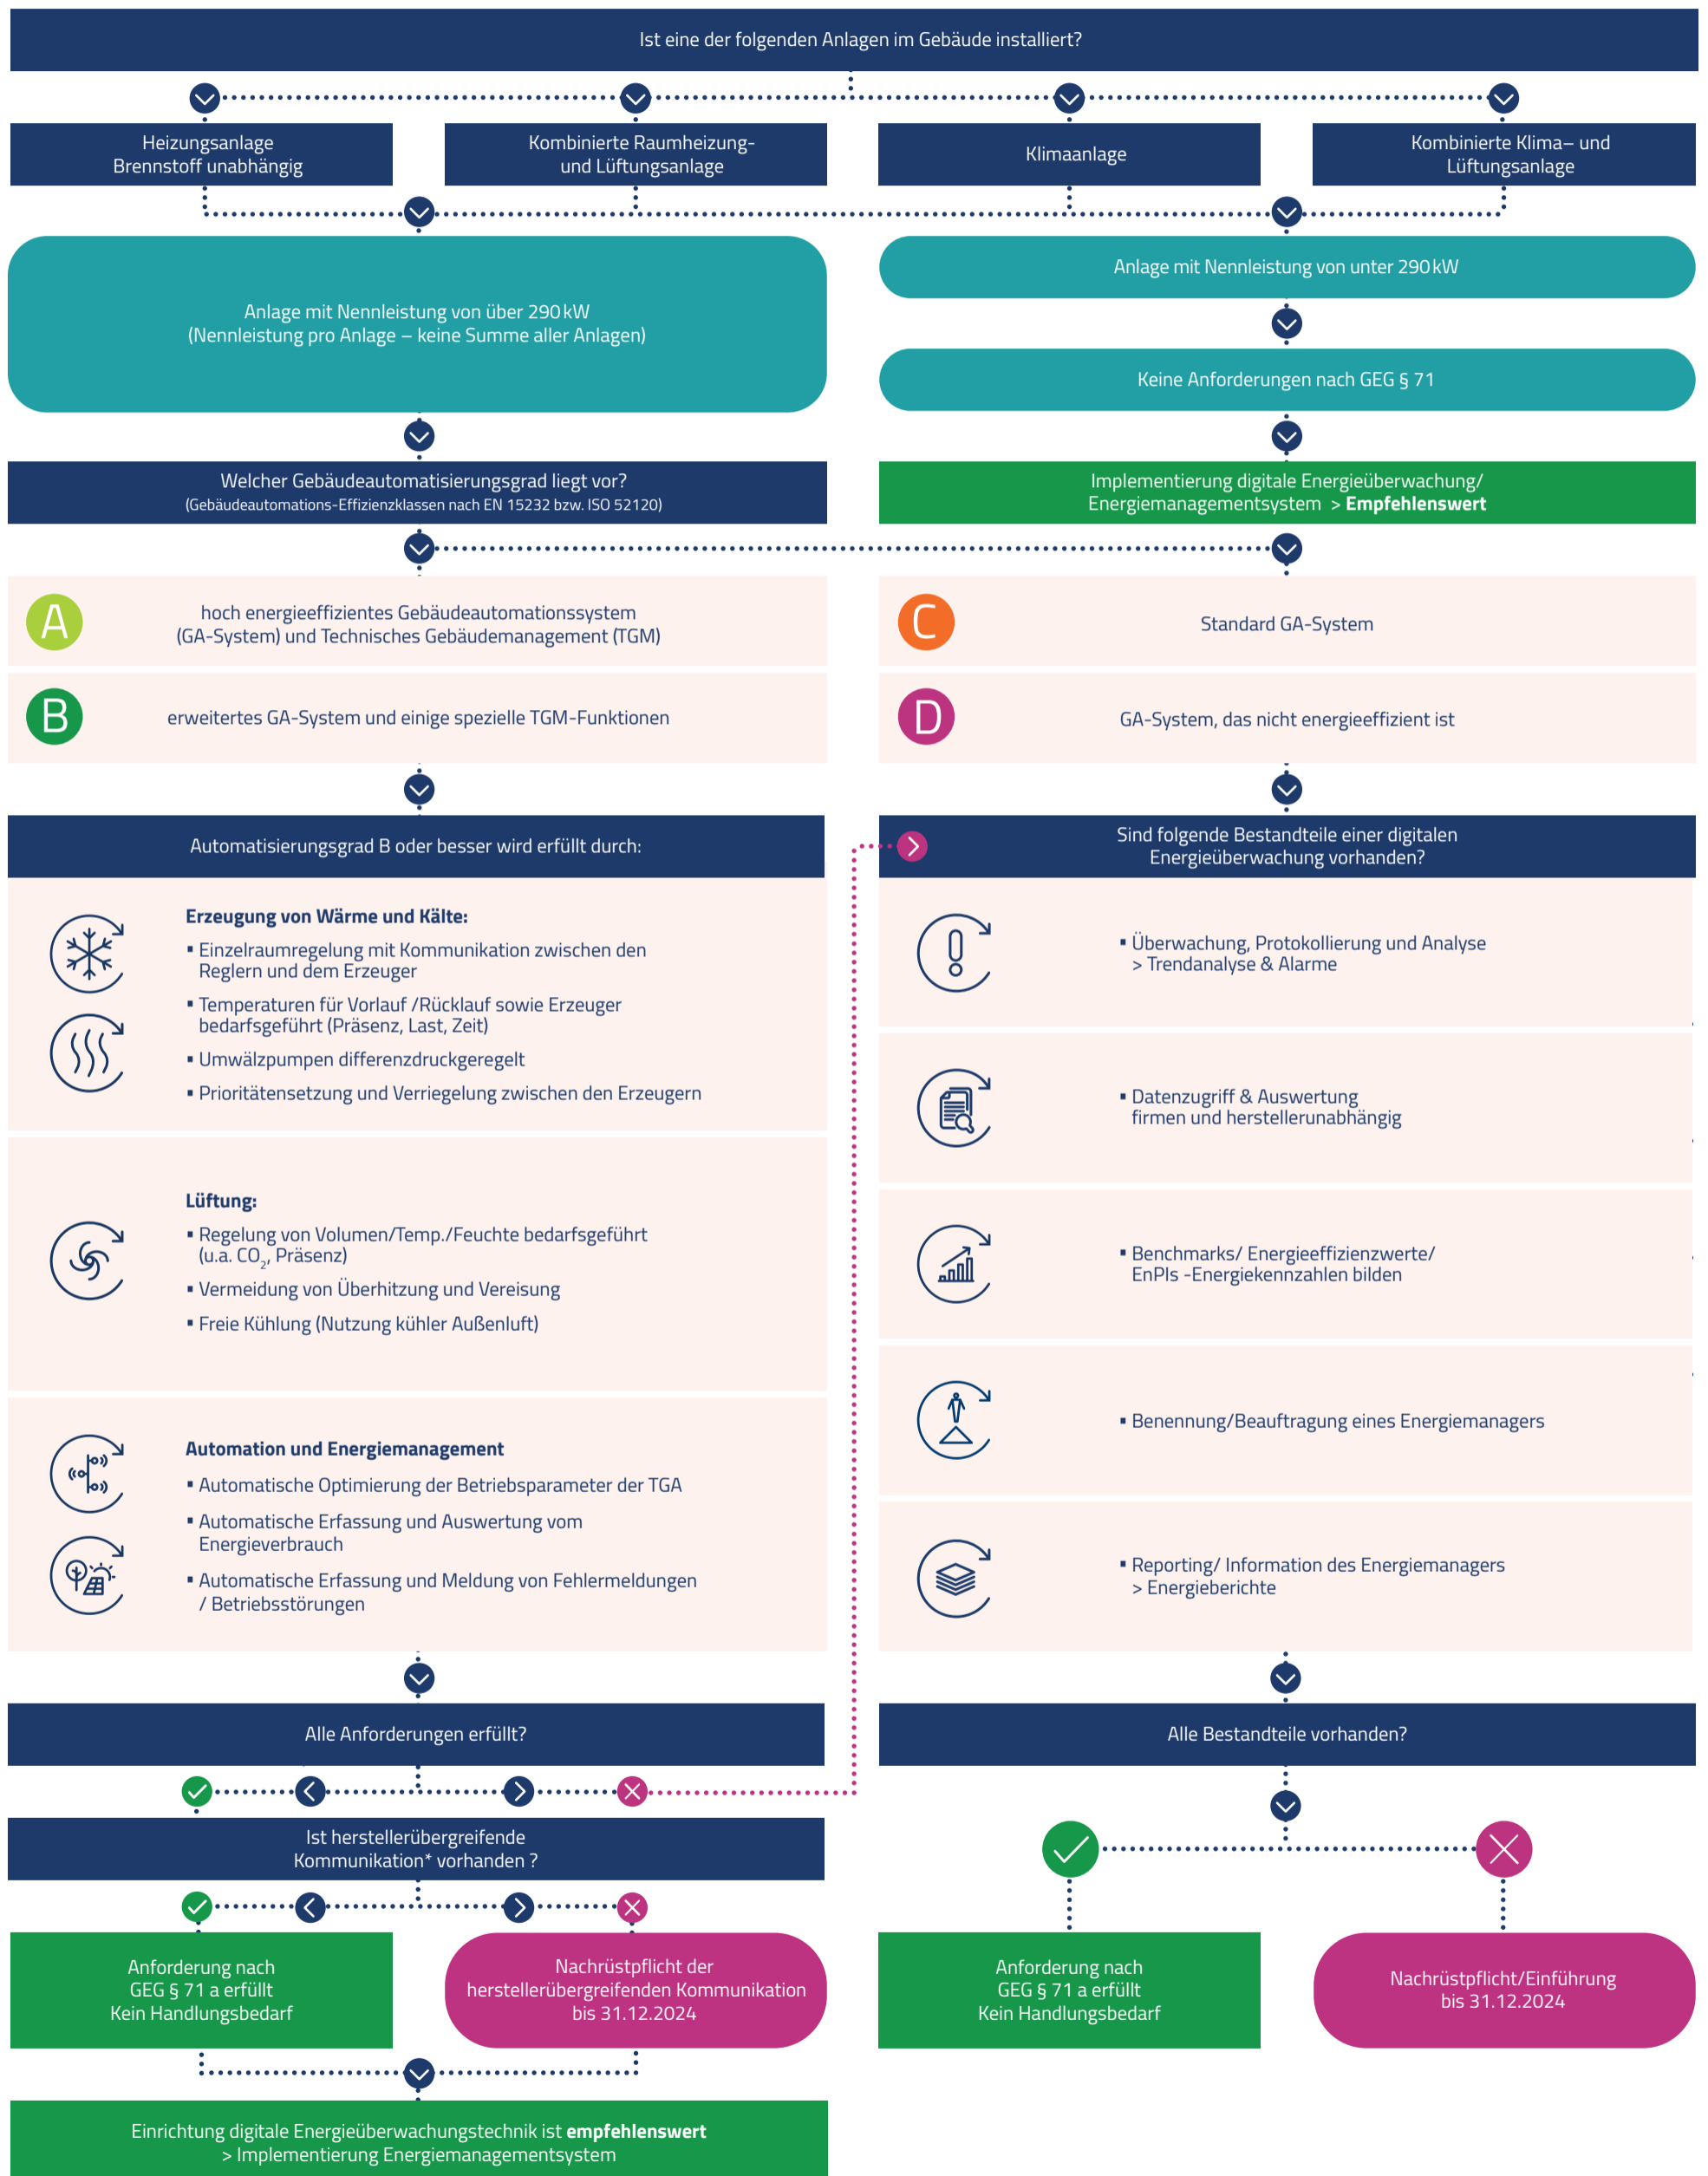 Ist eine der folgenden Anlagen im Gebäude installiert?
Heizungsanlage
Brennstoff unabhängig
Kombinierte Raumheizung-
und Lüftungsanlage
Klimaanlage
Kombinierte Klima– und
Lüftungsanlage
Anlage mit Nennleistung von über 290 kW
(Nennleistung pro Anlage – keine Summe aller Anlagen)
Anlage mit Nennleistung von unter 290 kW
Keine Anforderungen nach GEG § 71
Welcher Gebäudeautomatisierungsgrad liegt vor?
(Gebäudeautomations-Effizienzklassen nach EN 15232 bzw. ISO 52120)
Implementierung digitale Energieüberwachung/
Energiemanagementsystem > Empfehlenswert
A
hoch energieeffizientes Gebäudeautomationssystem
(GA-System) und Technisches Gebäudemanagement (TGM)
B
erweitertes GA-System und einige spezielle TGM-Funktionen
C
Standard GA-System
D
GA-System, das nicht energieeffizient ist
Automatisierungsgrad B oder besser wird erfüllt durch:
Erzeugung von Wärme und Kälte:
▪ Einzelraumregelung mit Kommunikation zwischen den
Reglern und dem Erzeuger
▪ Temperaturen für Vorlauf /Rücklauf sowie Erzeuger
bedarfsgeführt (Präsenz, Last, Zeit)
▪ Umwälzpumpen differenzdruckgeregelt
▪ Prioritätensetzung und Verriegelung zwischen den Erzeugern
Lüftung:
▪ Regelung von Volumen/Temp./Feuchte bedarfsgeführt
(u.a. CO₂, Präsenz)
▪ Vermeidung von Überhitzung und Vereisung
▪ Freie Kühlung (Nutzung kühler Außenluft)
Automation und Energiemanagement
▪ Automatische Optimierung der Betriebsparameter der TGA
▪ Automatische Erfassung und Auswertung vom
Energieverbrauch
▪ Automatische Erfassung und Meldung von Fehlermeldungen
/ Betriebsstörungen
Sind folgende Bestandteile einer digitalen
Energieüberwachung vorhanden?
▪ Überwachung, Protokollierung und Analyse
> Trendanalyse & Alarme
▪ Datenzugriff & Auswertung
firmen und herstellerunabhängig
▪ Benchmarks/ Energieeffizienzwerte/
EnPIs -Energiekennzahlen bilden
▪ Benennung/Beauftragung eines Energiemanagers
▪ Reporting/ Information des Energiemanagers
> Energieberichte
Alle Anforderungen erfüllt?
Ist herstellerübergreifende
Kommunikation* vorhanden ?
Anforderung nach
GEG § 71 a erfüllt
Kein Handlungsbedarf
Nachrüstpflicht der
herstellerübergreifenden Kommunikation
bis 31.12.2024
Einrichtung digitale Energieüberwachungstechnik ist empfehlenswert
> Implementierung Energiemanagementsystem
Alle Bestandteile vorhanden?
Anforderung nach
GEG § 71 a erfüllt
Kein Handlungsbedarf
Nachrüstpflicht/Einführung
bis 31.12.2024